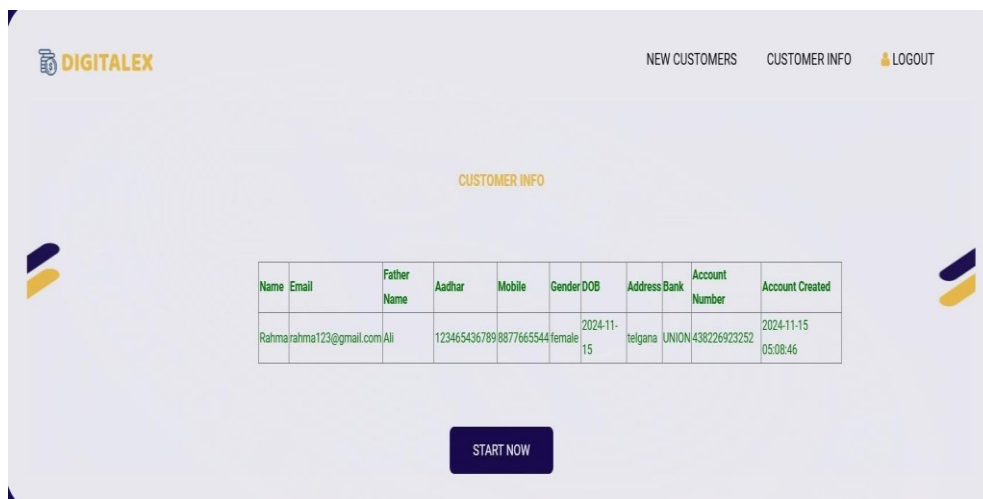 DIGITALEX
NEW CUSTOMERS CUSTOMER INFO LOGOUT
CUSTOMER INFO
Name Email Father Name Aadhar Mobile Gender DOB Address Bank Account Number Account Created
Rahma rahma123@gmail.com Ali 123465436789 8877665544 female 2024-11-15 telgana UNION 438226923252 2024-11-15 05:08:46
START NOW